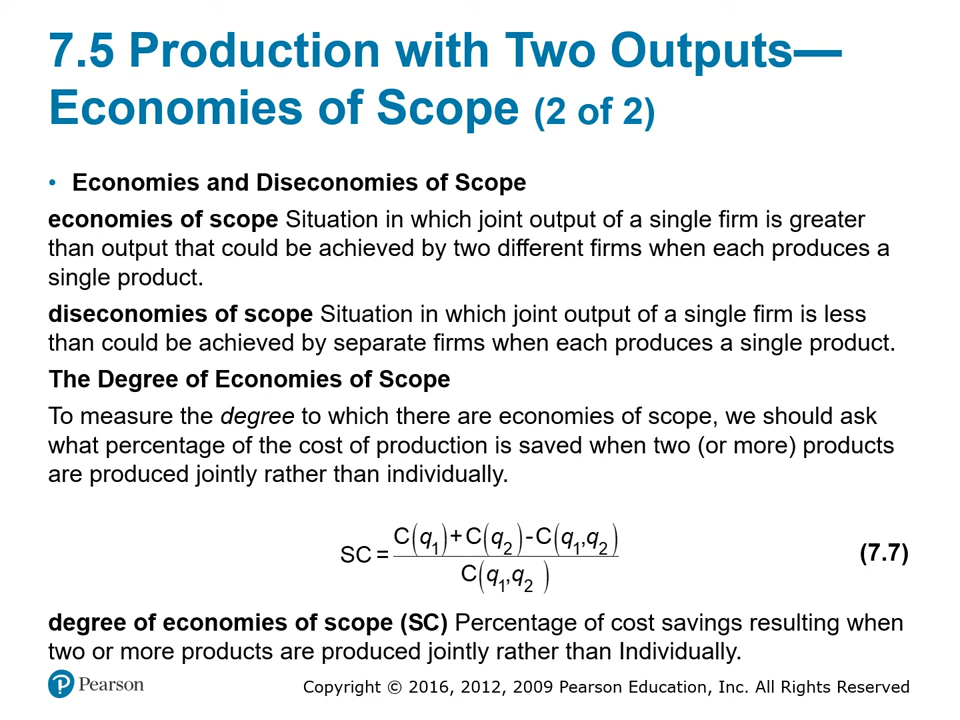 7.5 Production with Two Outputs—
Economies of Scope (2 of 2)
• Economies and Diseconomies of Scope
economies of scope Situation in which joint output of a single firm is greater
than output that could be achieved by two different firms when each produces a
single product.
diseconomies of scope Situation in which joint output of a single firm is less
than could be achieved by separate firms when each produces a single product.
The Degree of Economies of Scope
To measure the degree to which there are economies of scope, we should ask
what percentage of the cost of production is saved when two (or more) products
are produced jointly rather than individually.
SC = (C(q₁)+C(q₂)-C(q₁,q₂))/(C(q₁,q₂)) (7.7)
degree of economies of scope (SC) Percentage of cost savings resulting when
two or more products are produced jointly rather than Individually.
P Pearson
Copyright © 2016, 2012, 2009 Pearson Education, Inc. All Rights Reserved